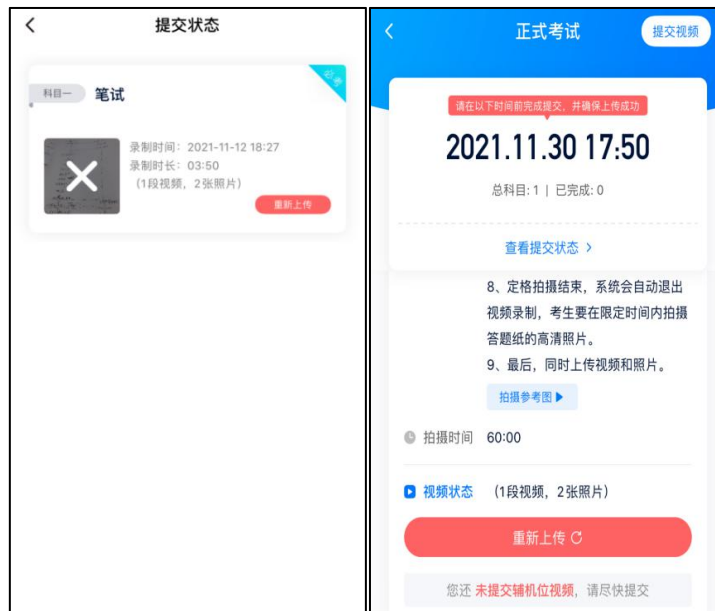 提交状态
必考
科目一 笔试
录制时间：2021-11-12 18:27
录制时长：03:50
（1段视频，2张照片）
重新上传
正式考试
提交视频
请在以下时间前完成提交，并确保上传成功
2021.11.30 17:50
总科目: 1 | 已完成: 0
查看提交状态 >
8、定格拍摄结束，系统会自动退出
视频录制，考生要在限定时间内拍摄
答题纸的高清照片。
9、最后，同时上传视频和照片。
拍摄参考图
拍摄时间 60:00
视频状态 （1段视频，2张照片）
重新上传
您还 未提交辅机位视频，请尽快提交